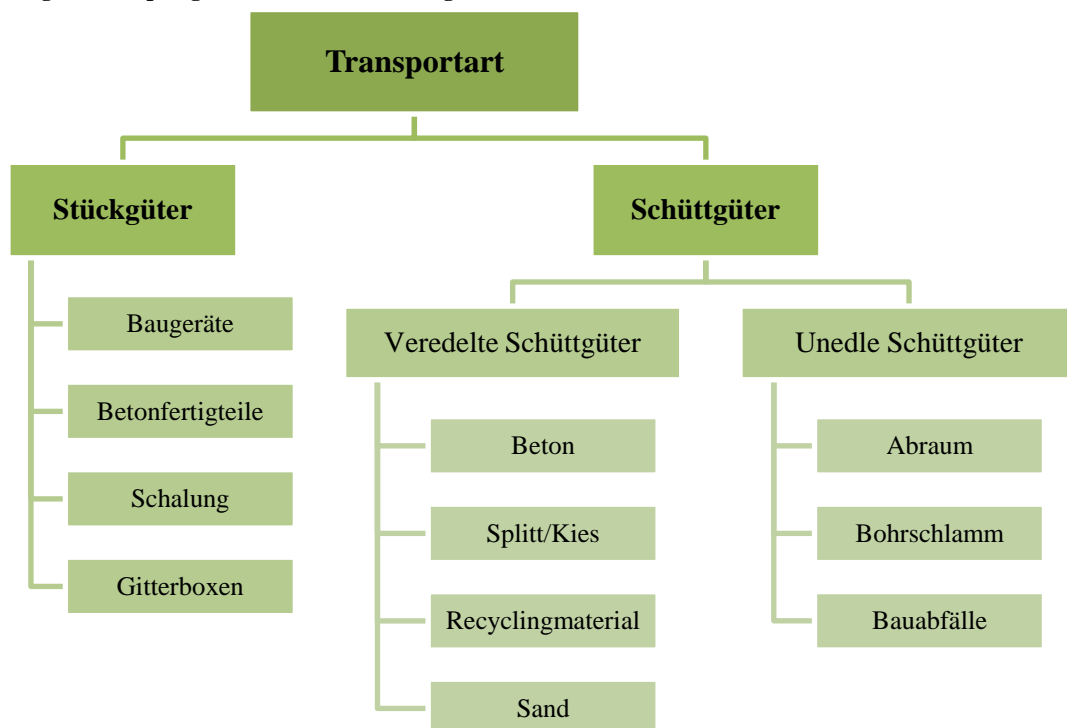 Transportart
Stückgüter
Schüttgüter
Baugeräte
Betonfertigteile
Schalung
Gitterboxen
Veredelte Schüttgüter
Unedle Schüttgüter
Beton
Splitt/Kies
Recyclingmaterial
Sand
Abraum
Bohrschlamm
Bauabfälle